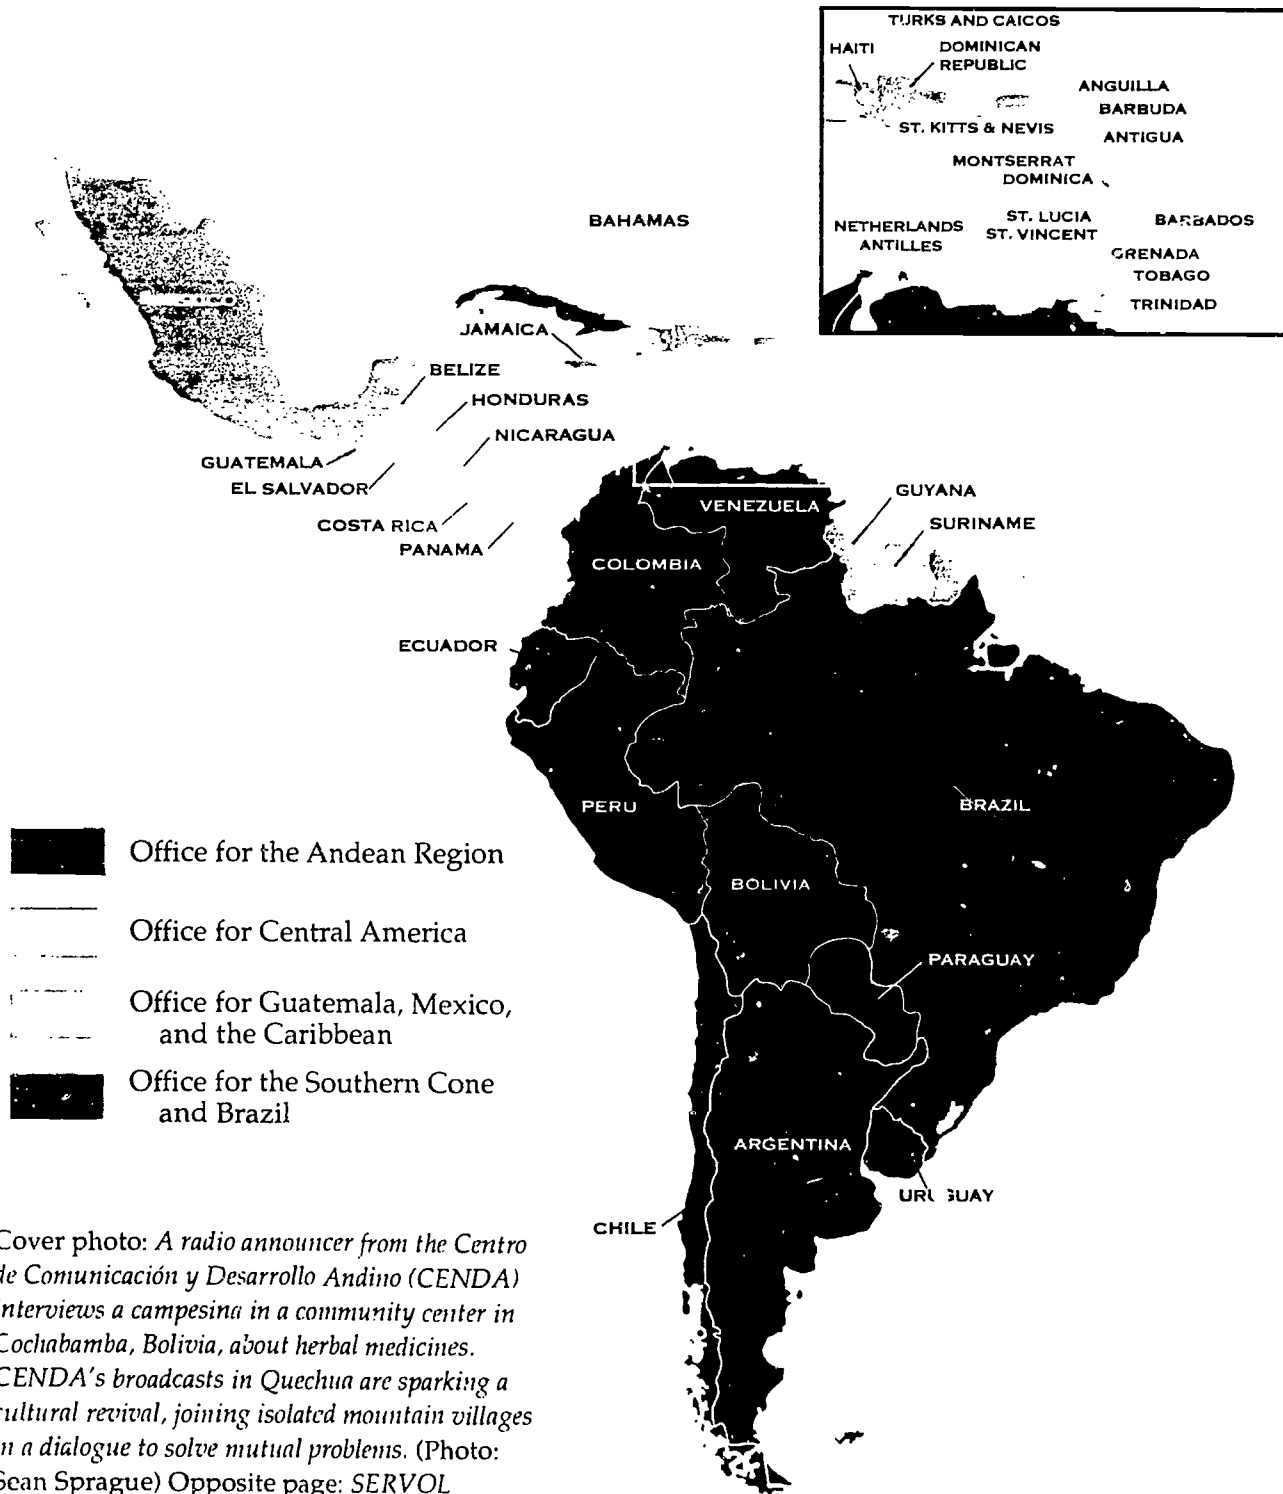 TURKS AND CAICOS
HAITI
DOMINICAN
REPUBLIC
ANGUILLA
BARBUDA
ST. KITTS & NEVIS
ANTIGUA
MONTSERRAT
DOMINICA
ST. LUCIA
ST. VINCENT
BARBADOS
NETHERLANDS
ANTILLES
GRENADA
TOBAGO
TRINIDAD
BAHAMAS
JAMAICA
BELIZE
HONDURAS
NICARAGUA
GUATEMALA
EL SALVADOR
COSTA RICA
PANAMA
VENEZUELA
GUYANA
SURINAME
COLOMBIA
ECUADOR
PERU
BRAZIL
BOLIVIA
PARAGUAY
ARGENTINA
URUGUAY
CHILE
Office for the Andean Region
Office for Central America
Office for Guatemala, Mexico,
and the Caribbean
Office for the Southern Cone
and Brazil
Cover photo: A radio announcer from the Centro
de Comunicación y Desarrollo Andino (CENDA)
interviews a campesina in a community center in
Cochabamba, Bolivia, about herbal medicines.
CENDA's broadcasts in Quechua are sparking a
cultural revival, joining isolated mountain villages
in a dialogue to solve mutual problems. (Photo:
Sean Sprague) Opposite page: SERVOL